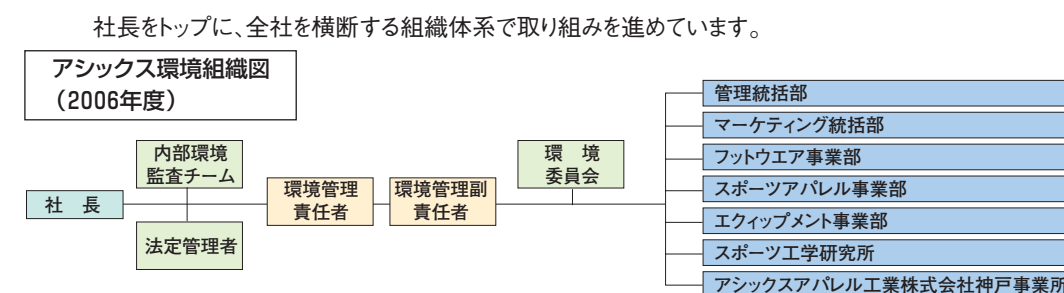 社長をトップに、全社を横断する組織体系で取り組みを進めています。
アシックス環境組織図
（2006年度）
社　長
内部環境
監査チーム
法定管理者
環境管理
責任者
環境管理副
責任者
環　境
委員会
管理統括部
マーケティング統括部
フットウエア事業部
スポーツアパレル事業部
エクィップメント事業部
スポーツ工学研究所
アシックスアパレル工業株式会社神戸事業所